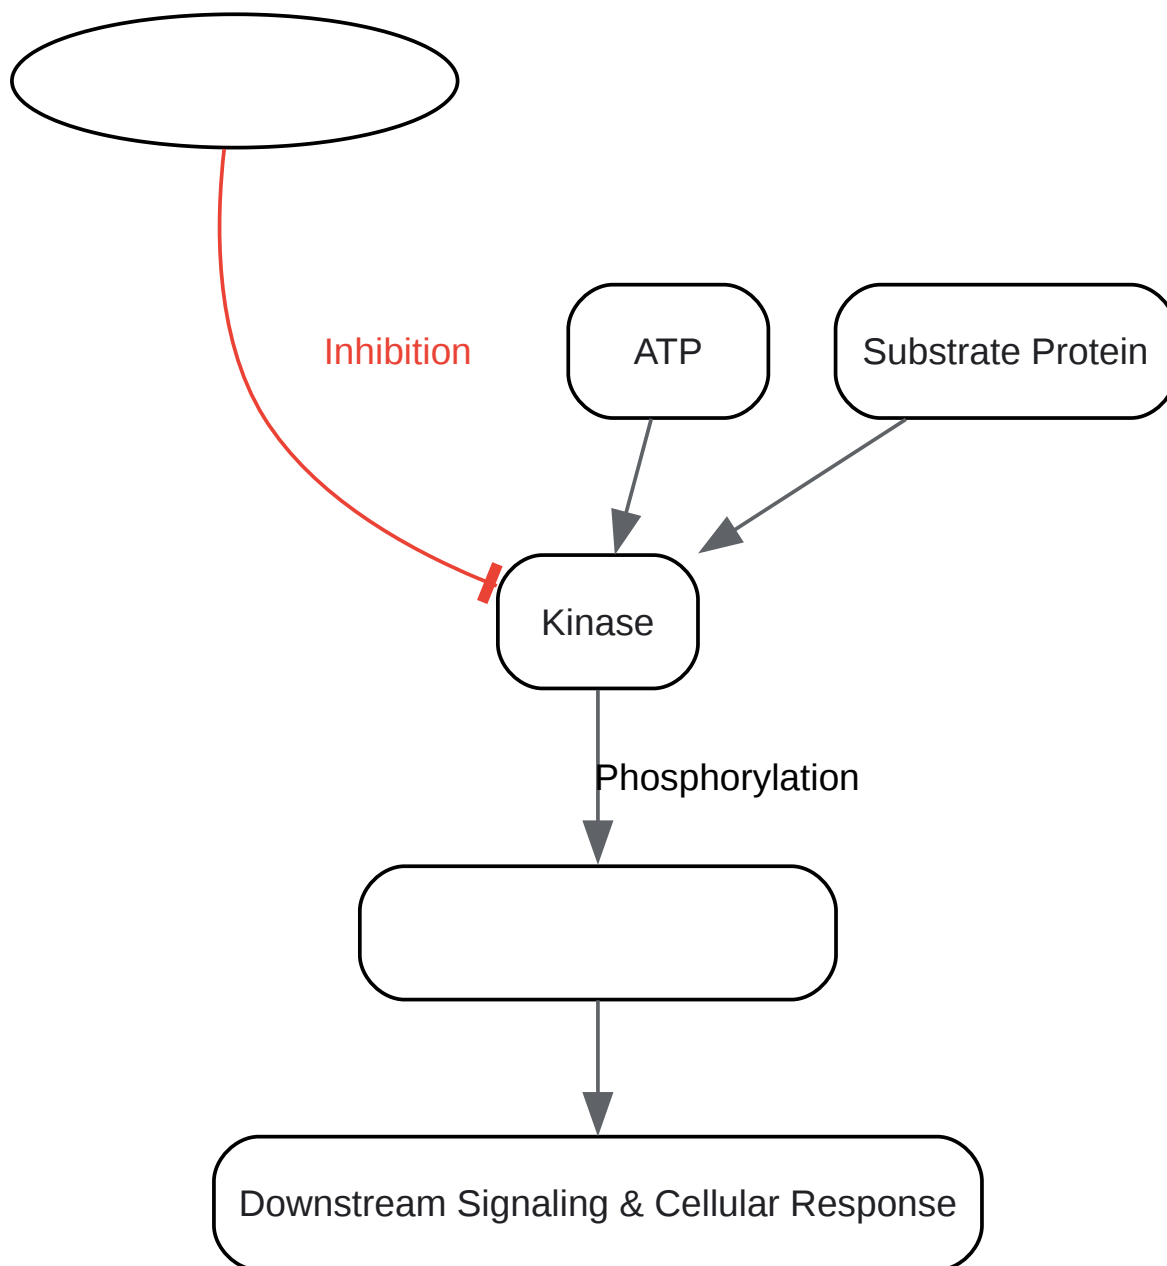 Inhibition
ATP
Substrate Protein
Kinase
Phosphorylation
Downstream Signaling & Cellular Response